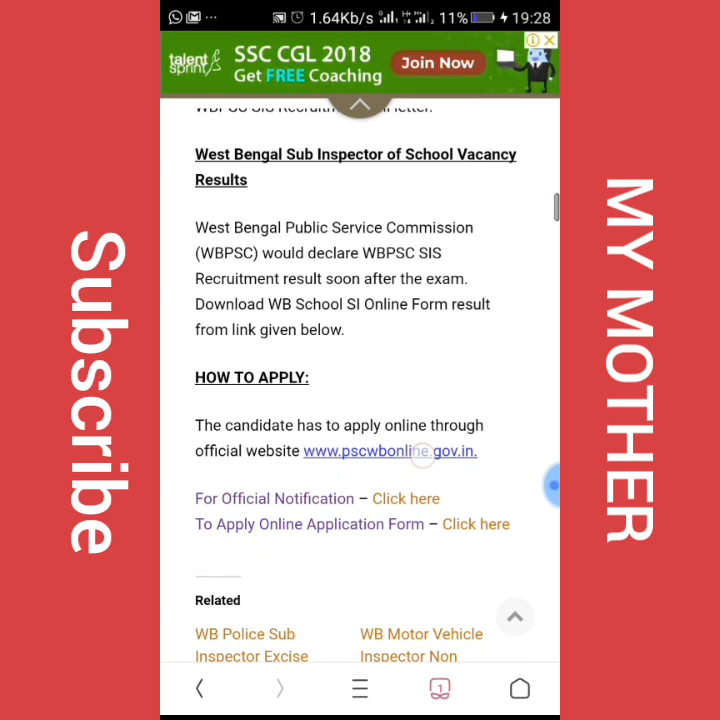 1.64Kb/s 11% 19:28
talent sprint
SSC CGL 2018
Get FREE Coaching
Join Now
West Bengal Sub Inspector of School Vacancy
Results
West Bengal Public Service Commission
(WBPSC) would declare WBPSC SIS
Recruitment result soon after the exam.
Download WB School SI Online Form result
from link given below.
HOW TO APPLY:
The candidate has to apply online through
official website www.pscwbonline.gov.in.
For Official Notification – Click here
To Apply Online Application Form – Click here
Related
WB Police Sub
Inspector Excise
WB Motor Vehicle
Inspector Non
1
Subscribe
MY MOTHER